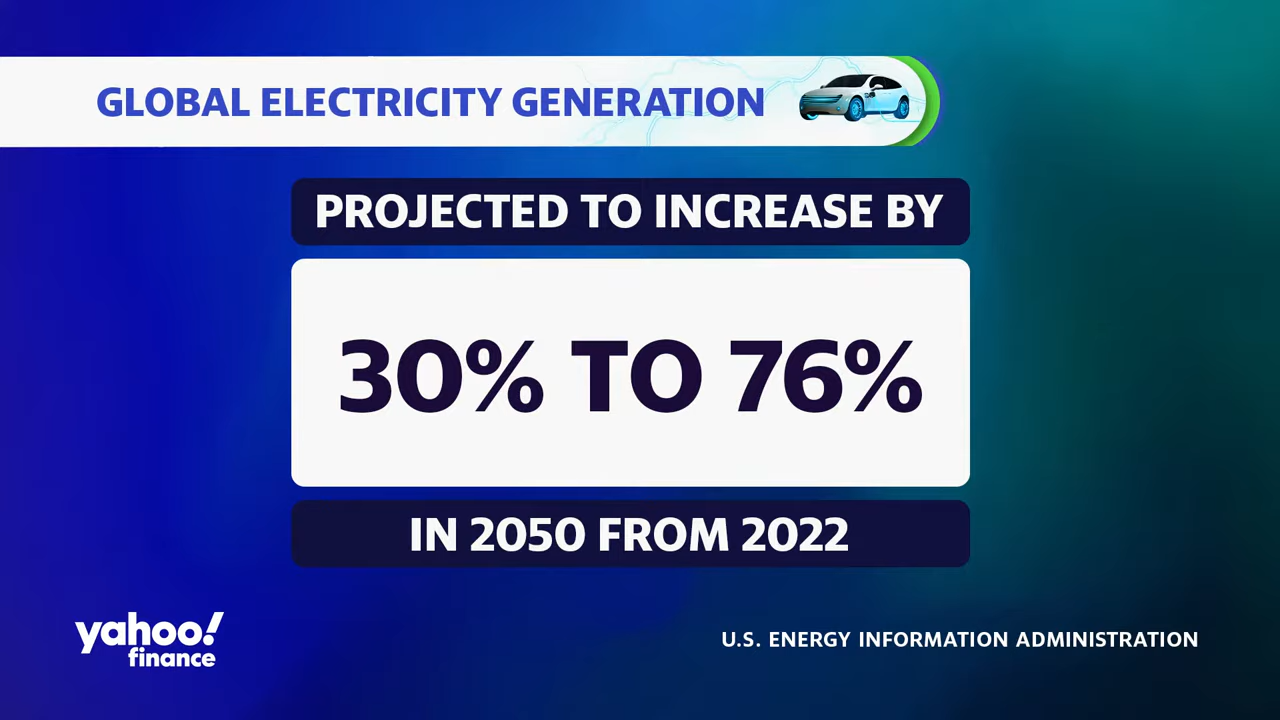 GLOBAL ELECTRICITY GENERATION
PROJECTED TO INCREASE BY
30% TO 76%
IN 2050 FROM 2022
yahoo!
finance
U.S. ENERGY INFORMATION ADMINISTRATION